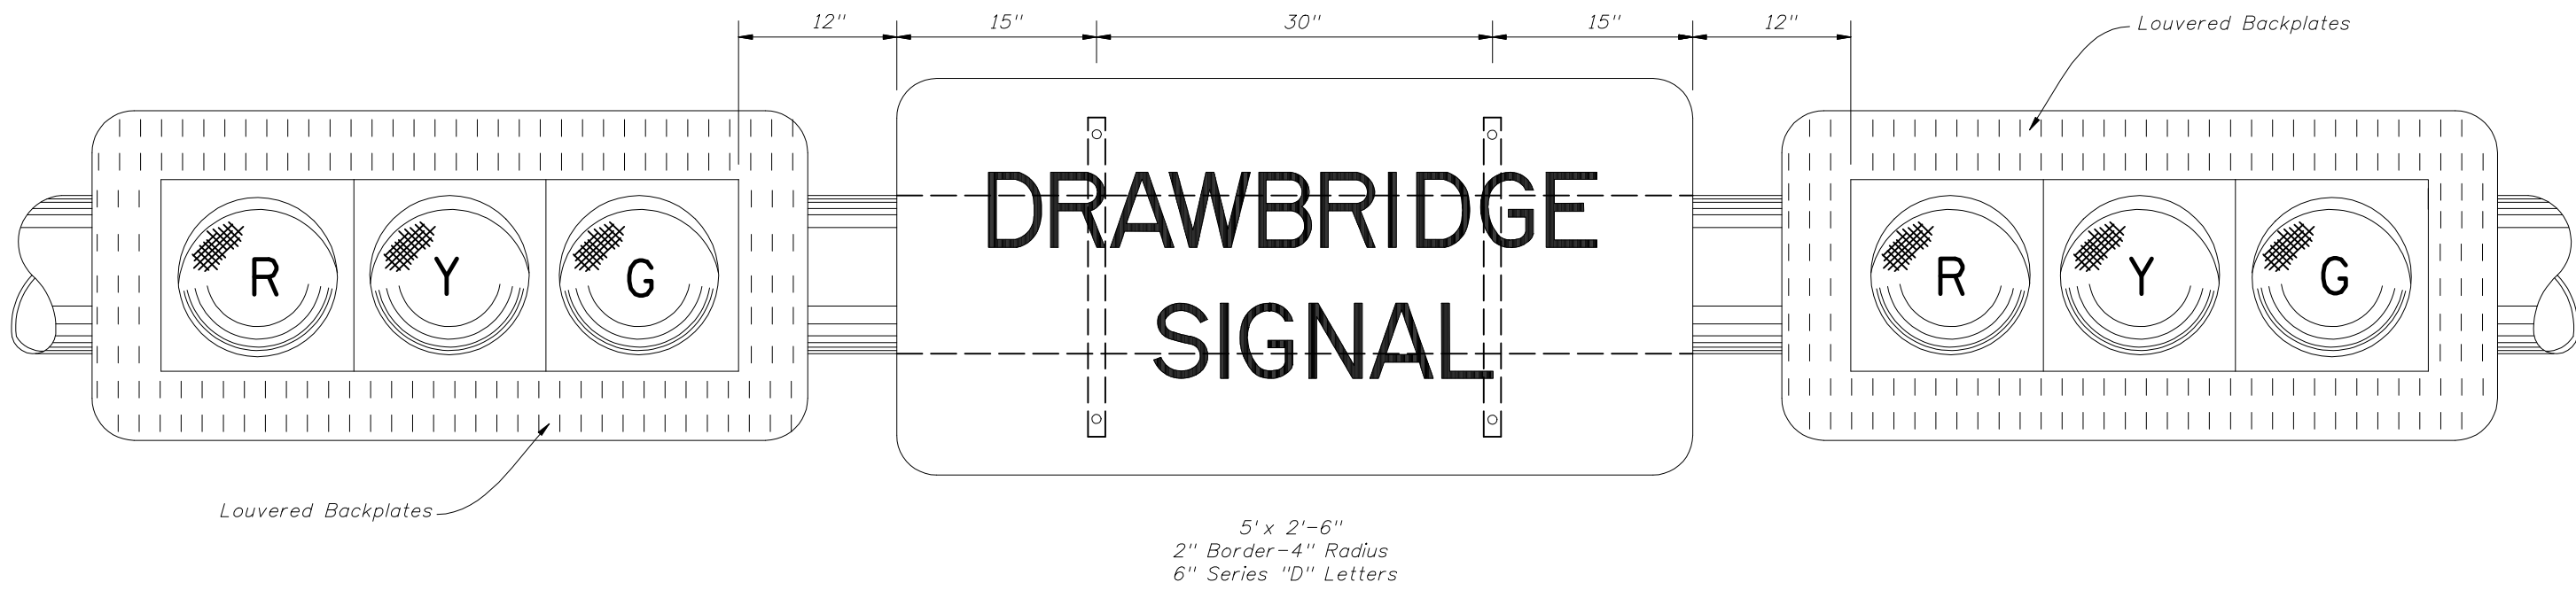 12" 15" 30" 15" 12"
Louvered Backplates
DRAWBRIDGE
SIGNAL
R Y G
R Y G
Louvered Backplates
5' x 2'-6"
2" Border-4" Radius
6" Series "D" Letters